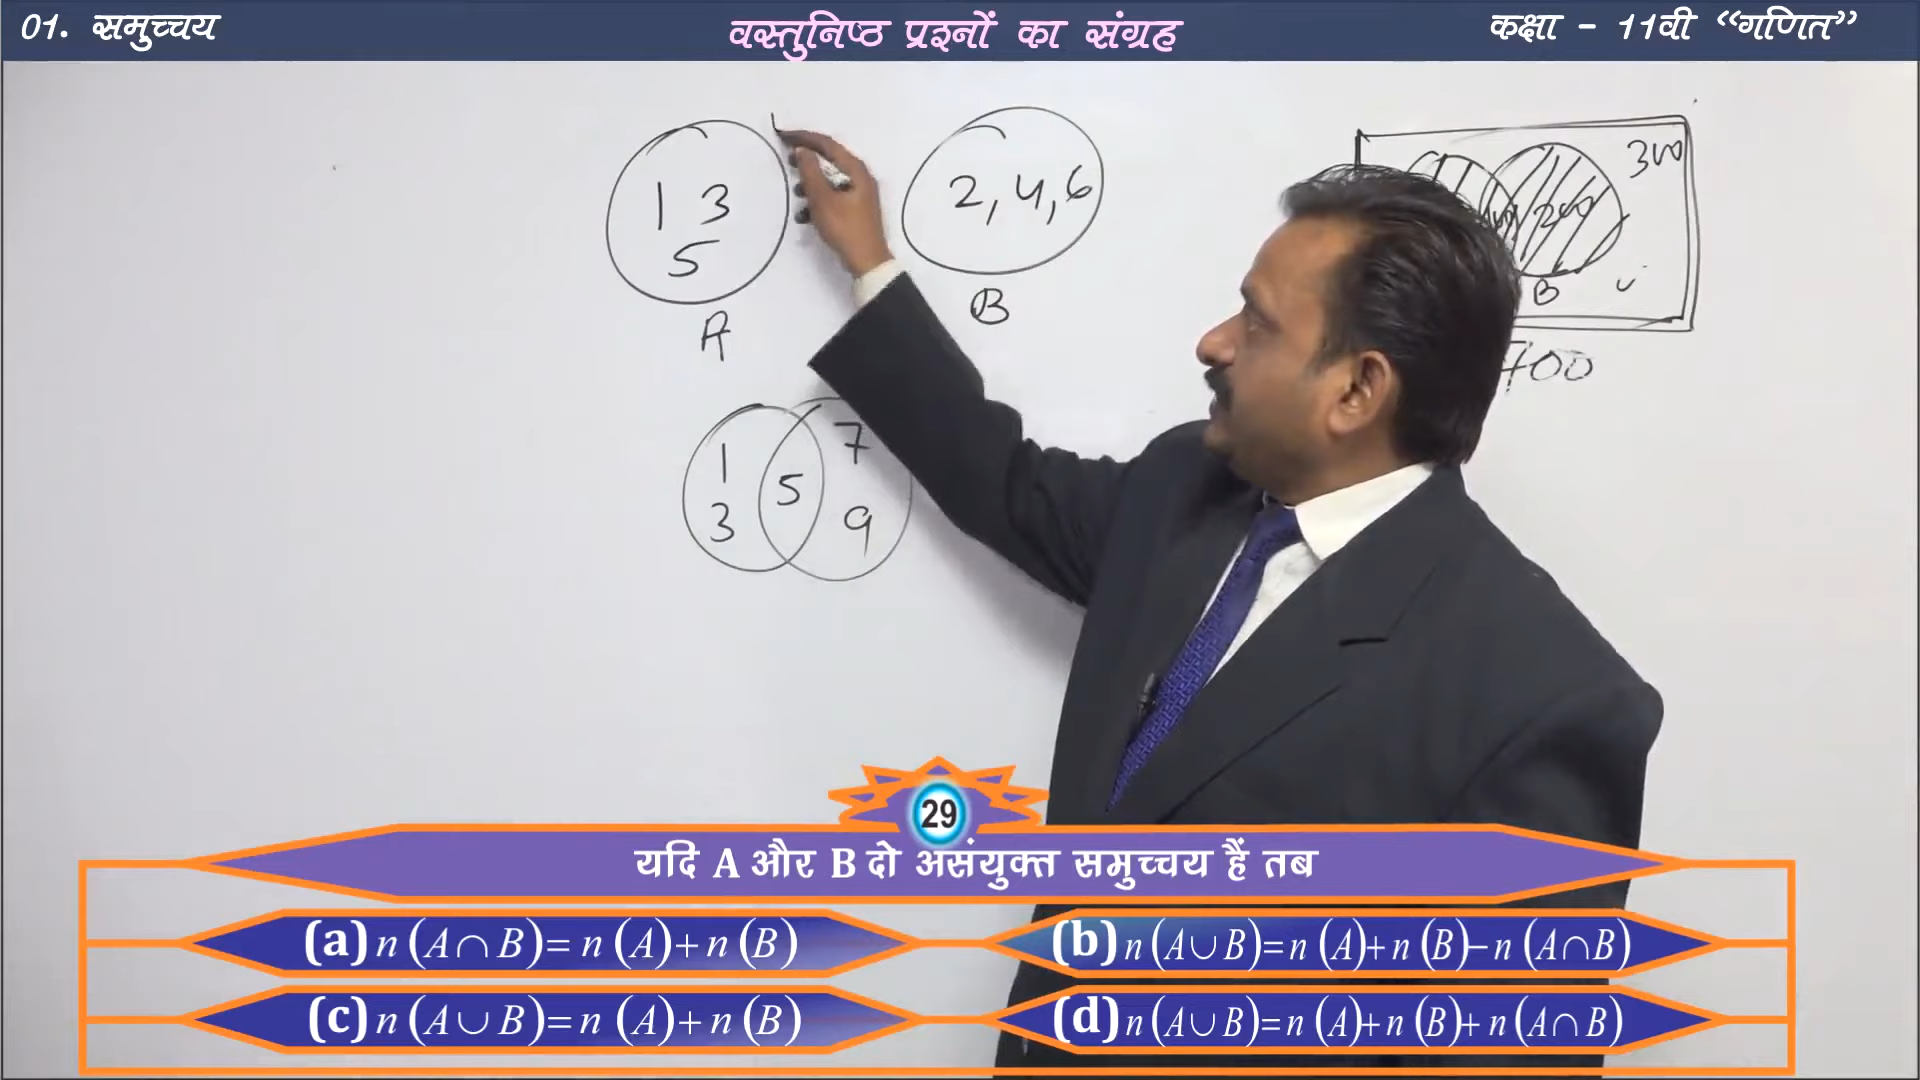 01. समुच्चय
वस्तुनिष्ठ प्रश्नों का संग्रह
कक्षा - 11वी “गणित”
1 3
5
A
2, 4, 6
B
300
B
700
1
3
5
7
9
29
यदि A और B दो असंयुक्त समुच्चय हैं तब
(a) n (A∩B)= n (A)+ n (B)
(b) n (A∪B)= n (A)+ n (B)− n (A∩B)
(c) n (A∪B)= n (A)+ n (B)
(d) n (A∪B)= n (A)+ n (B)+ n (A∩B)